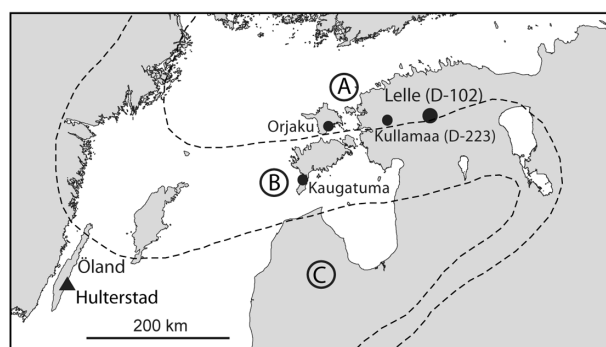 A
Lelle (D-102)
Orjaku
Kullamaa (D-223)
B
Kaugatuma
Öland
C
Hulterstad
200 km